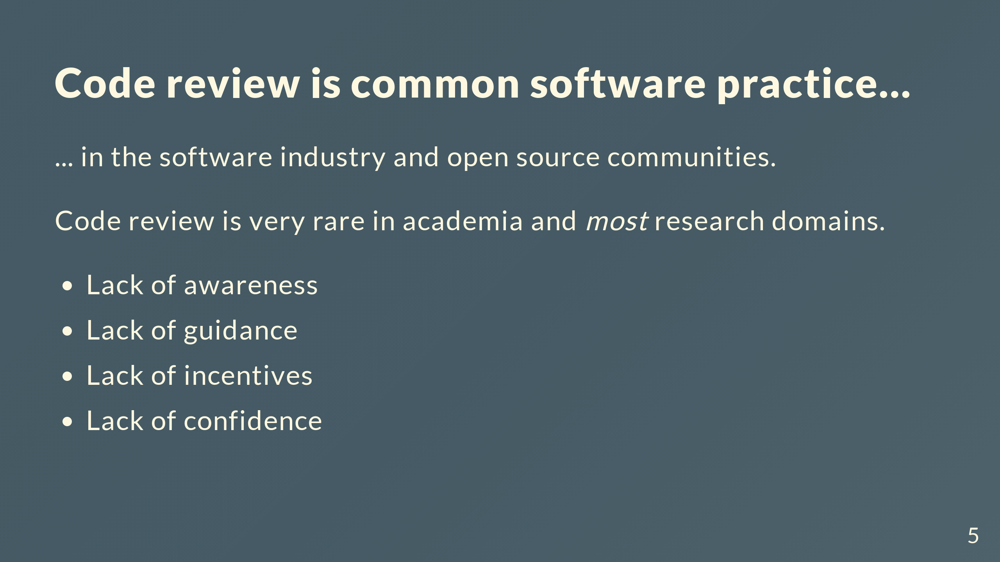 Code review is common software practice...
... in the software industry and open source communities.
Code review is very rare in academia and most research domains.
• Lack of awareness
• Lack of guidance
• Lack of incentives
• Lack of confidence
5